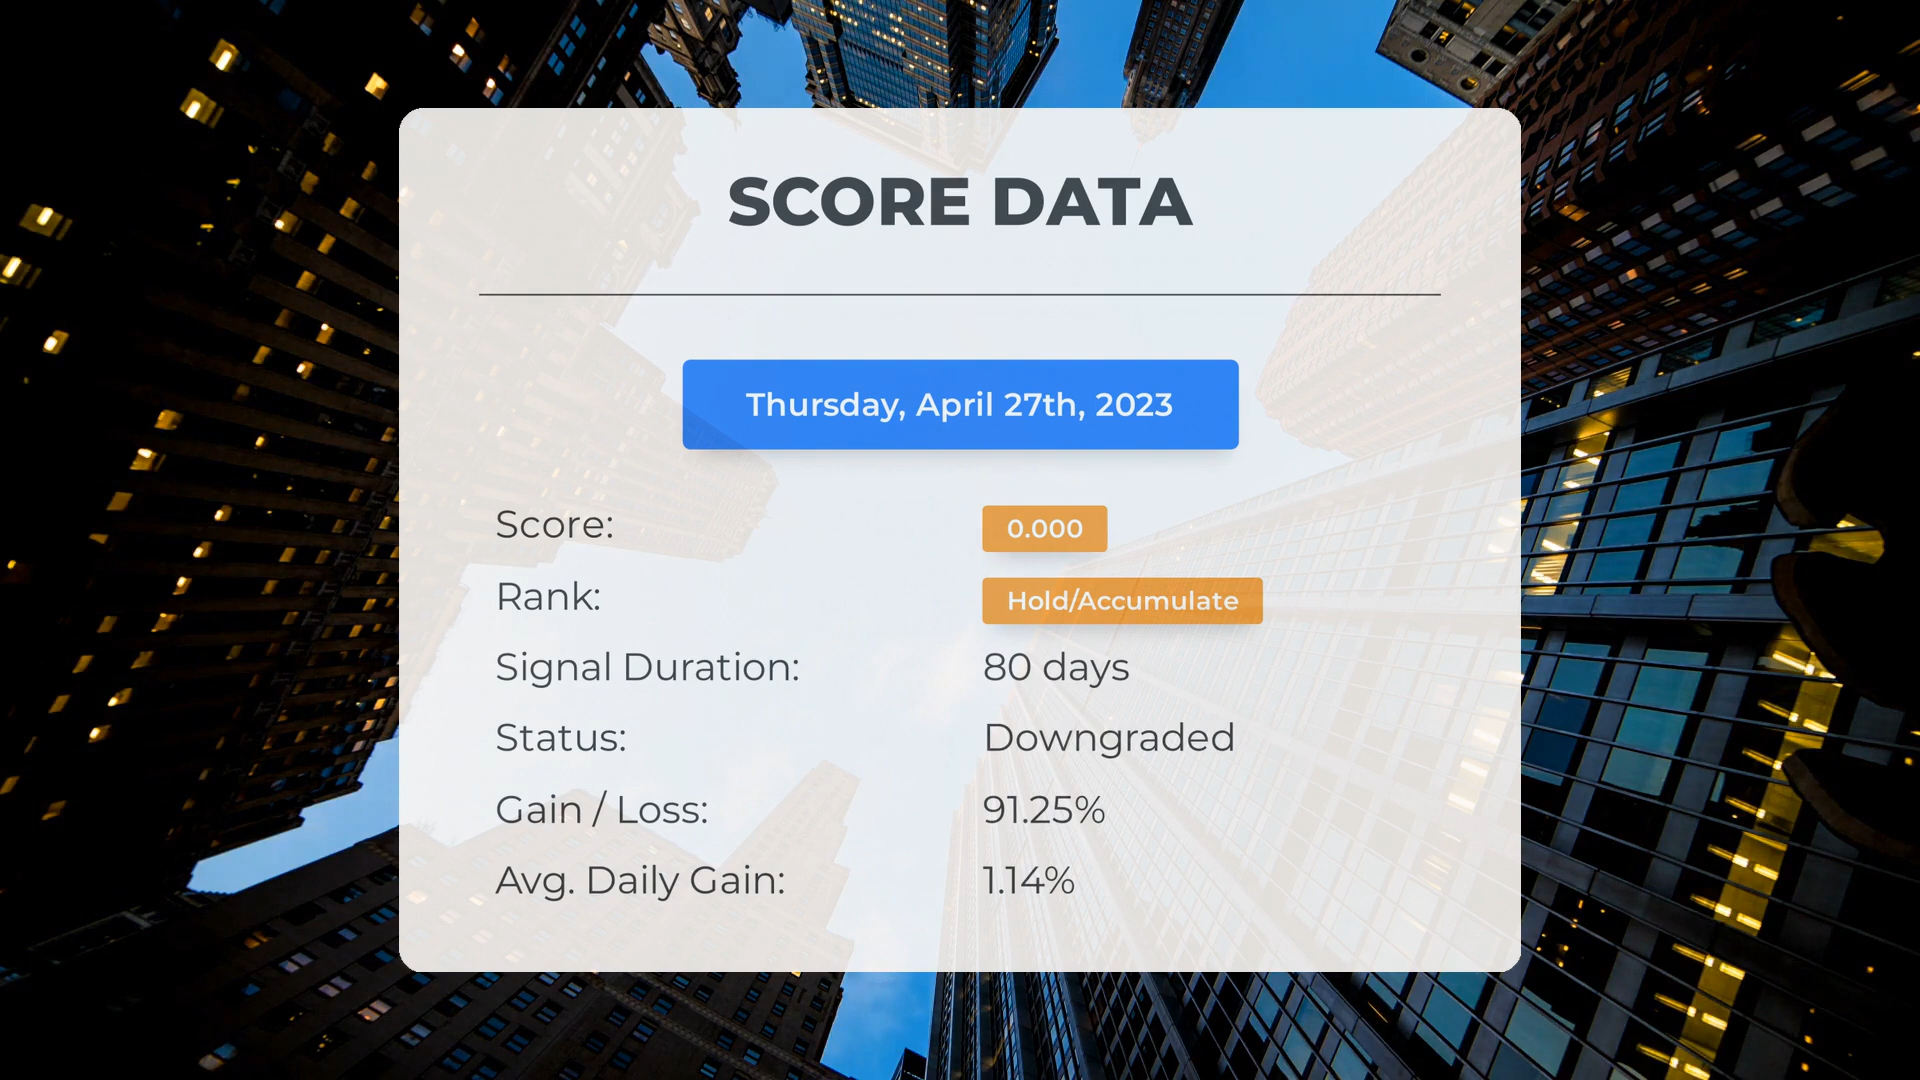 SCORE DATA
Thursday, April 27th, 2023
Score: 0.000
Rank: Hold/Accumulate
Signal Duration: 80 days
Status: Downgraded
Gain / Loss: 91.25%
Avg. Daily Gain: 1.14%